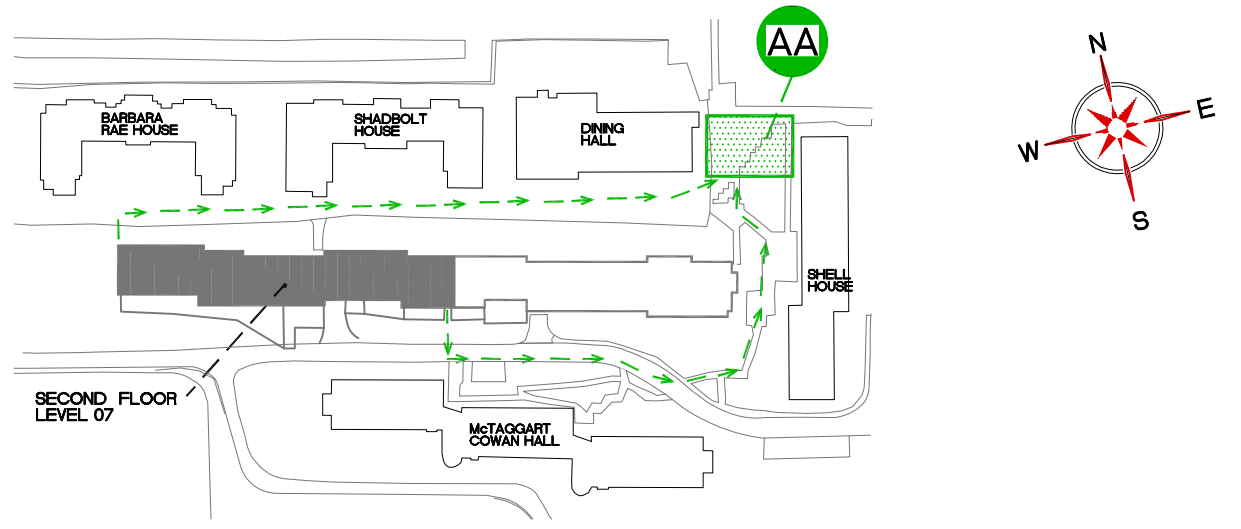 AA
N
E
W
S
BARBARA
RAE HOUSE
SHADBOLT
HOUSE
DINING
HALL
SHELL
HOUSE
SECOND FLOOR
LEVEL 07
McTAGGART
COWAN HALL